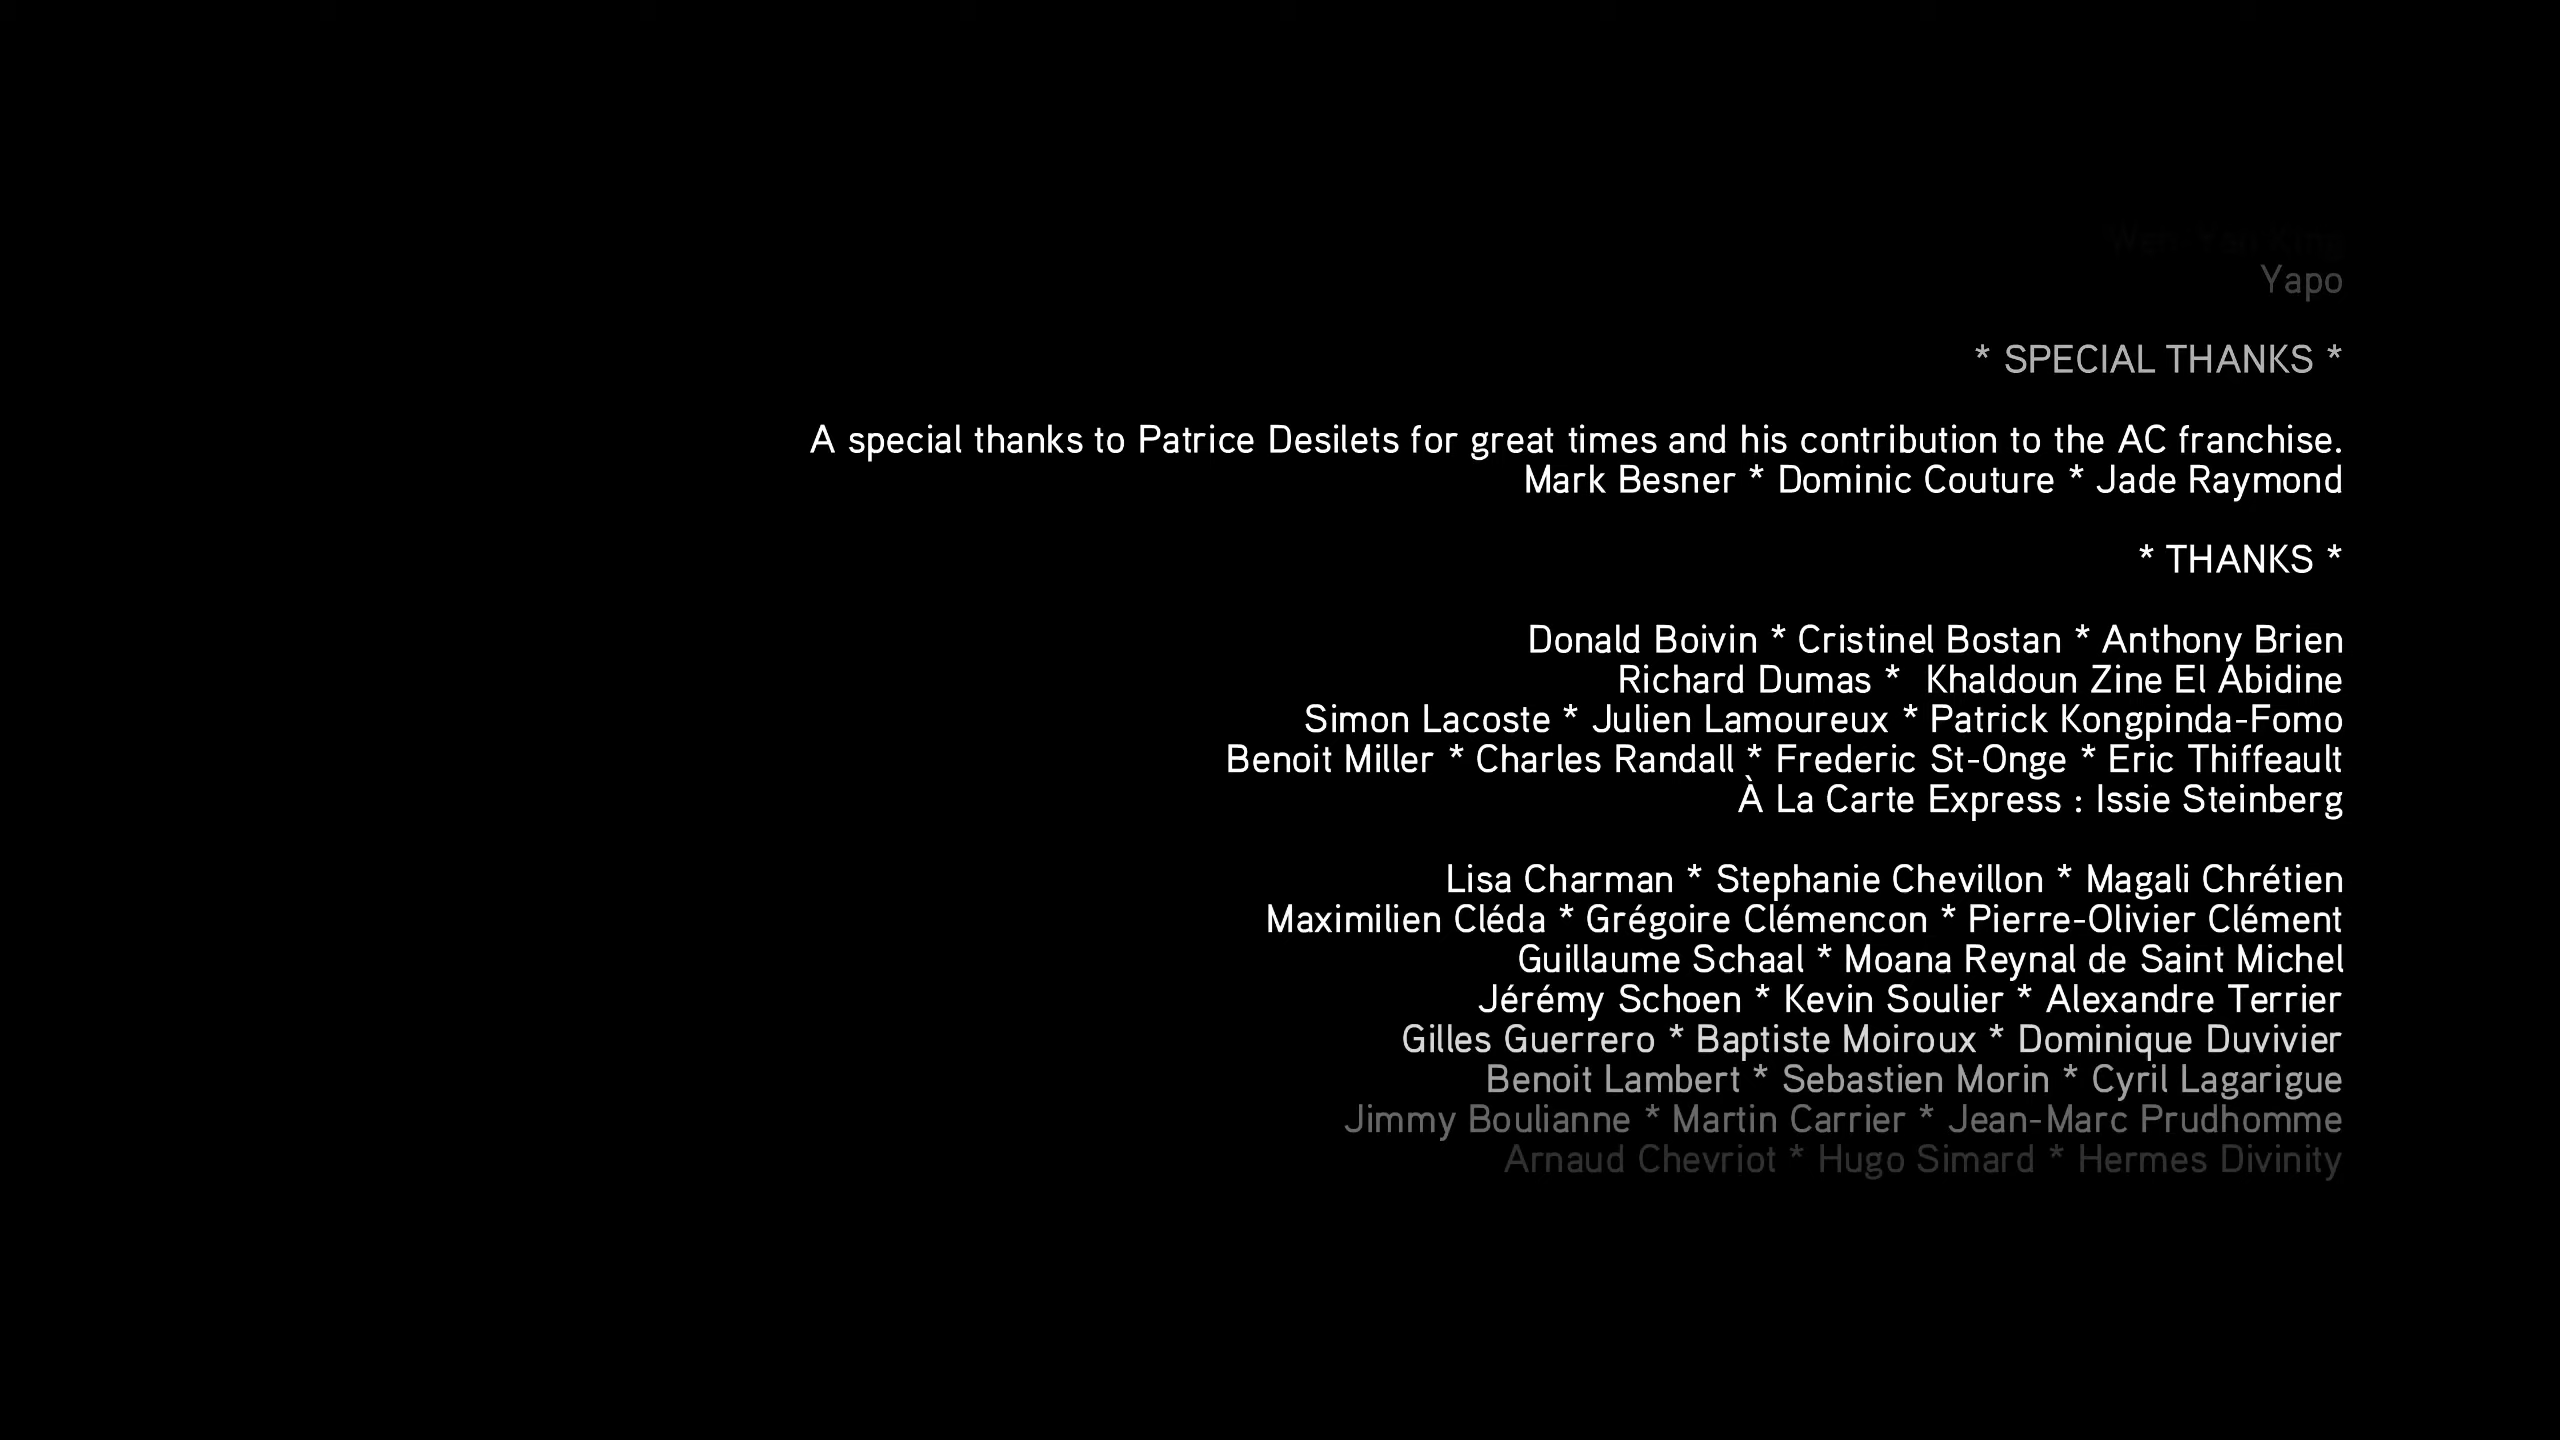 Yapo
* SPECIAL THANKS *
A special thanks to Patrice Desilets for great times and his contribution to the AC franchise.
Mark Besner * Dominic Couture * Jade Raymond
* THANKS *
Donald Boivin * Cristinel Bostan * Anthony Brien
Richard Dumas *  Khaldoun Zine El Abidine
Simon Lacoste * Julien Lamoureux * Patrick Kongpinda-Fomo
Benoit Miller * Charles Randall * Frederic St-Onge * Eric Thiffeault
À La Carte Express : Issie Steinberg
Lisa Charman * Stephanie Chevillon * Magali Chrétien
Maximilien Cléda * Grégoire Clémencon * Pierre-Olivier Clément
Guillaume Schaal * Moana Reynal de Saint Michel
Jérémy Schoen * Kevin Soulier * Alexandre Terrier
Gilles Guerrero * Baptiste Moiroux * Dominique Duvivier
Benoit Lambert * Sebastien Morin * Cyril Lagarigue
Jimmy Boulianne * Martin Carrier * Jean-Marc Prudhomme
Arnaud Chevriot * Hugo Simard * Hermes Divinity